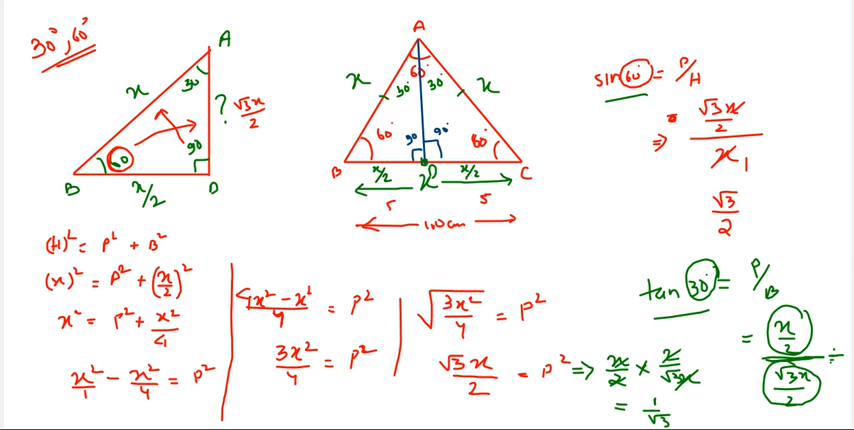 30°, 60°
A
x
30°
? √3x/2
60
90
B
x/2
D
A
60°
x
30° 30°
x
60°
90 90°
60°
B
x/2
D
x/2
C
x
5
5
10cm
sin 60° = P/H
⇒ (√3x/2)/x 1
√3/2
(H)² = P² + B²
(x)² = P² + (x/2)²
x² = P² + x²/4
x²/1 - x²/4 = P²
4x² - x²/4 = P²
3x²/4 = P²
√(3x²/4) = P²
√3x/2 = P²
tan 30° = P/B
= (x/2)/(√3x/2) ÷
⇒ x/2 × 2/√3x
= 1/√3